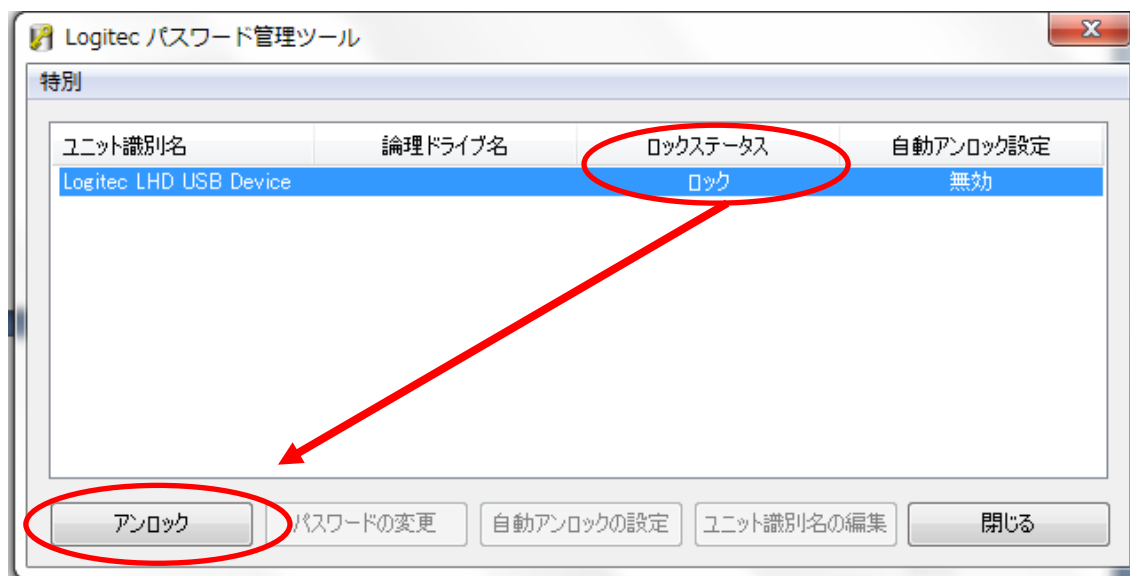 Logitec パスワード管理ツール
特別
ユニット識別名 論理ドライブ名 ロックステータス 自動アンロック設定
Logitec LHD USB Device ロック 無効
アンロック パスワードの変更 自動アンロックの設定 ユニット識別名の編集 閉じる